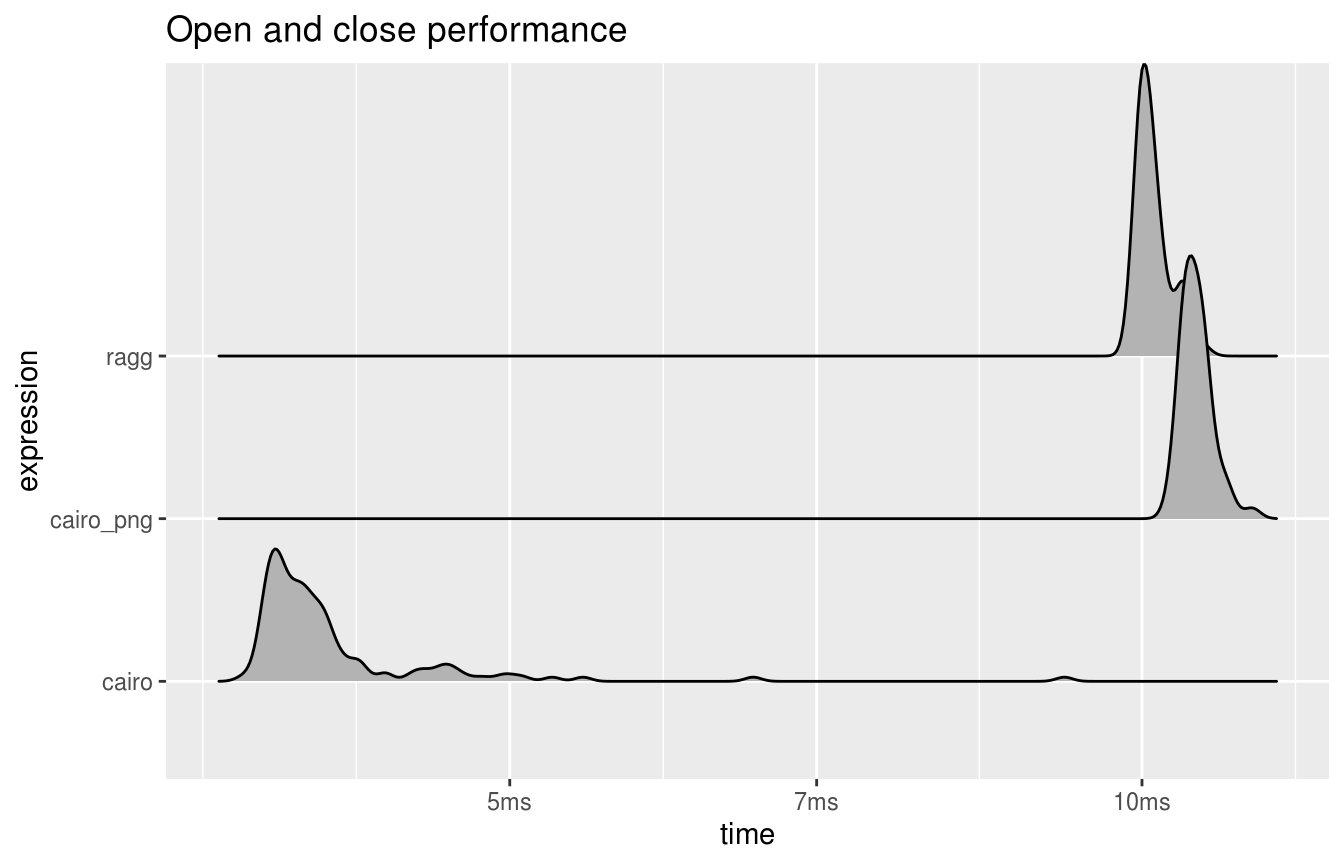 Open and close performance
expression
ragg
cairo_png
cairo
5ms 7ms 10ms
time